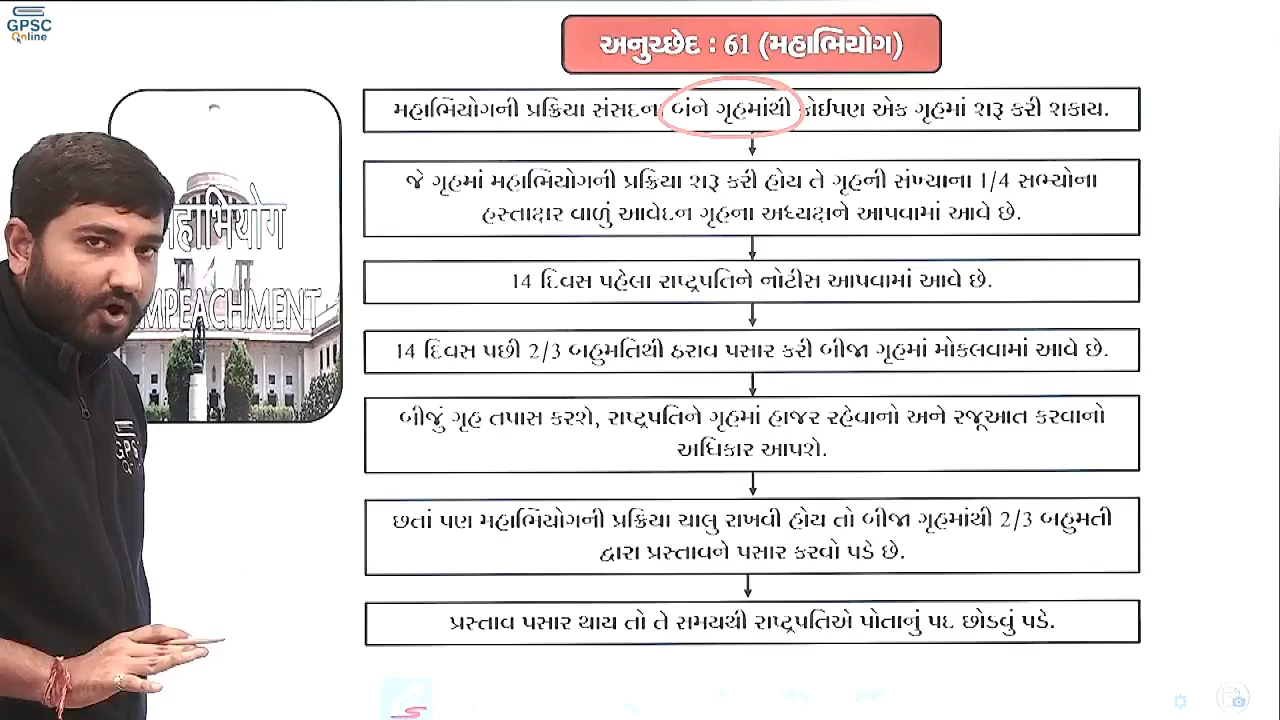 GPSC
Online
અનુચ્છેદ : 61 (મહાભિયોગ)
મહાભિયોગની પ્રક્રિયા સંસદના બંને ગૃહમાંથી કોઈપણ એક ગૃહમાં શરૂ કરી શકાય.
જે ગૃહમાં મહાભિયોગની પ્રક્રિયા શરૂ કરી હોય તે ગૃહની સંખ્યાના 1/4 સભ્યોના
હસ્તાક્ષર વાળું આવેદન ગૃહના અધ્યક્ષને આપવામાં આવે છે.
महाभियोग
IMPEACHMENT
14 દિવસ પહેલા રાષ્ટ્રપતિને નોટીસ આપવામાં આવે છે.
14 દિવસ પછી 2/3 બહુમતિથી ઠરાવ પસાર કરી બીજા ગૃહમાં મોકલવામાં આવે છે.
બીજું ગૃહ તપાસ કરશે, રાષ્ટ્રપતિને ગૃહમાં હાજર રહેવાનો અને રજૂઆત કરવાનો
અધિકાર આપશે.
છતાં પણ મહાભિયોગની પ્રક્રિયા ચાલુ રાખવી હોય તો બીજા ગૃહમાંથી 2/3 બહુમતી
દ્વારા પ્રસ્તાવને પસાર કરવો પડે છે.
પ્રસ્તાવ પસાર થાય તો તે સમયથી રાષ્ટ્રપતિએ પોતાનું પદ છોડવું પડે.
GPSC